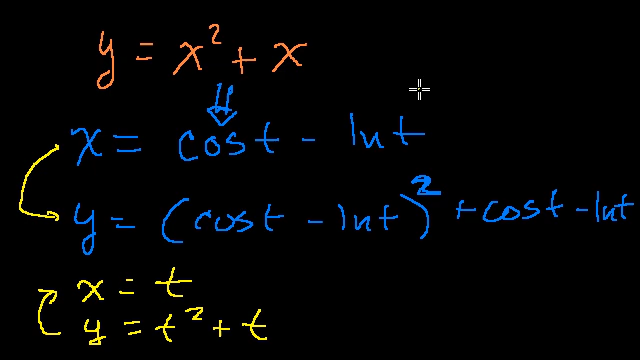 y = x² + x
x = cost - lnt
y = (cost - lnt)² + cost - lnt
x = t
y = t² + t